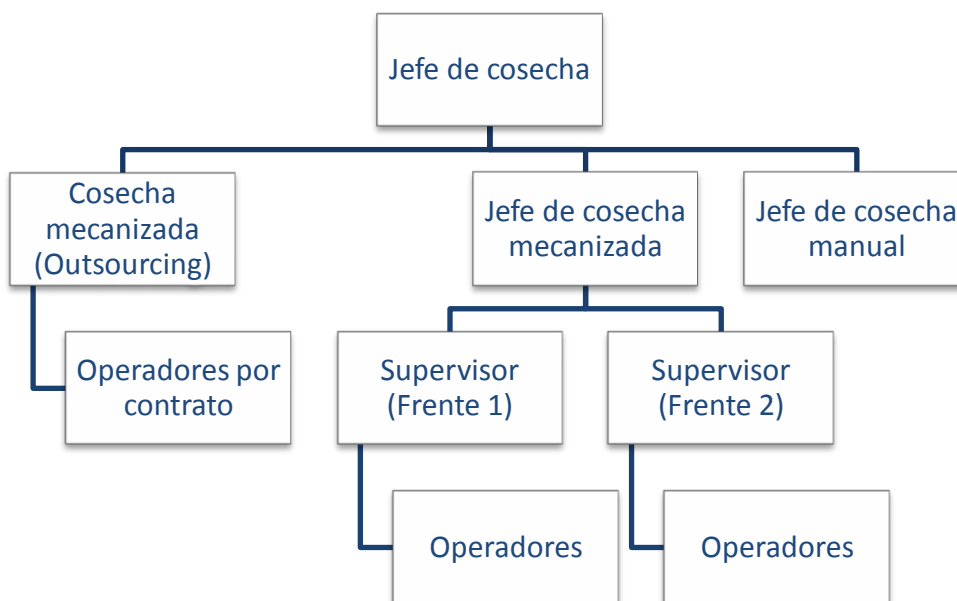 Jefe de cosecha
Cosecha
mecanizada
(Outsourcing)
Jefe de cosecha
mecanizada
Jefe de cosecha
manual
Operadores por
contrato
Supervisor
(Frente 1)
Supervisor
(Frente 2)
Operadores
Operadores